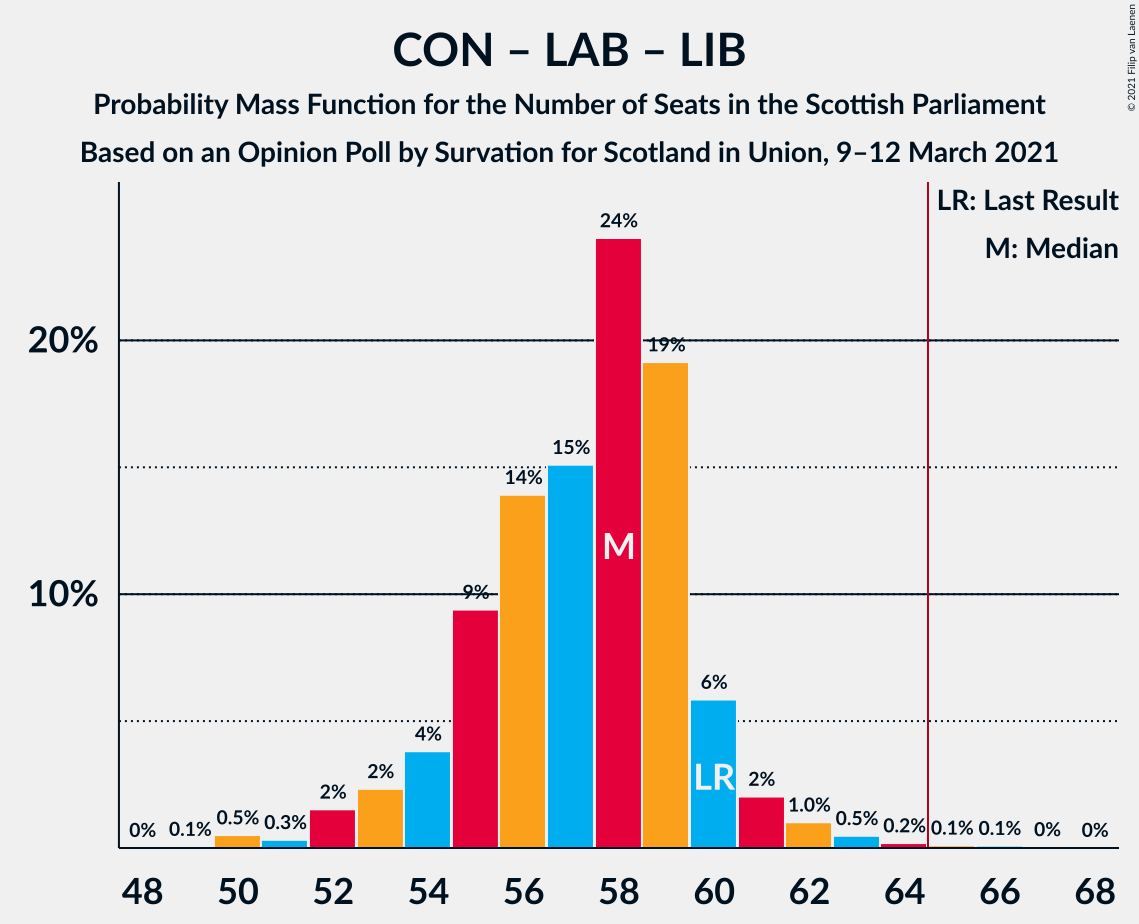 CON – LAB – LIB
Probability Mass Function for the Number of Seats in the Scottish Parliament
Based on an Opinion Poll by Survation for Scotland in Union, 9–12 March 2021
© 2021 Filip van Laenen
LR: Last Result
M: Median
20%
10%
0% 0.1% 0.5% 0.3% 2% 2% 4% 9% 14% 15% 24% 19% 6% 2% 1.0% 0.5% 0.2% 0.1% 0.1% 0% 0%
M
LR
48 50 52 54 56 58 60 62 64 66 68